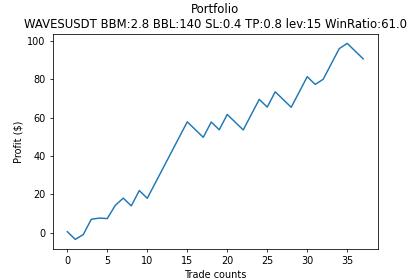 Portfolio
WAVESUSDT BBM:2.8 BBL:140 SL:0.4 TP:0.8 lev:15 WinRatio:61.0
100
80
60
40
20
0
Profit ($)
0 5 10 15 20 25 30 35
Trade counts